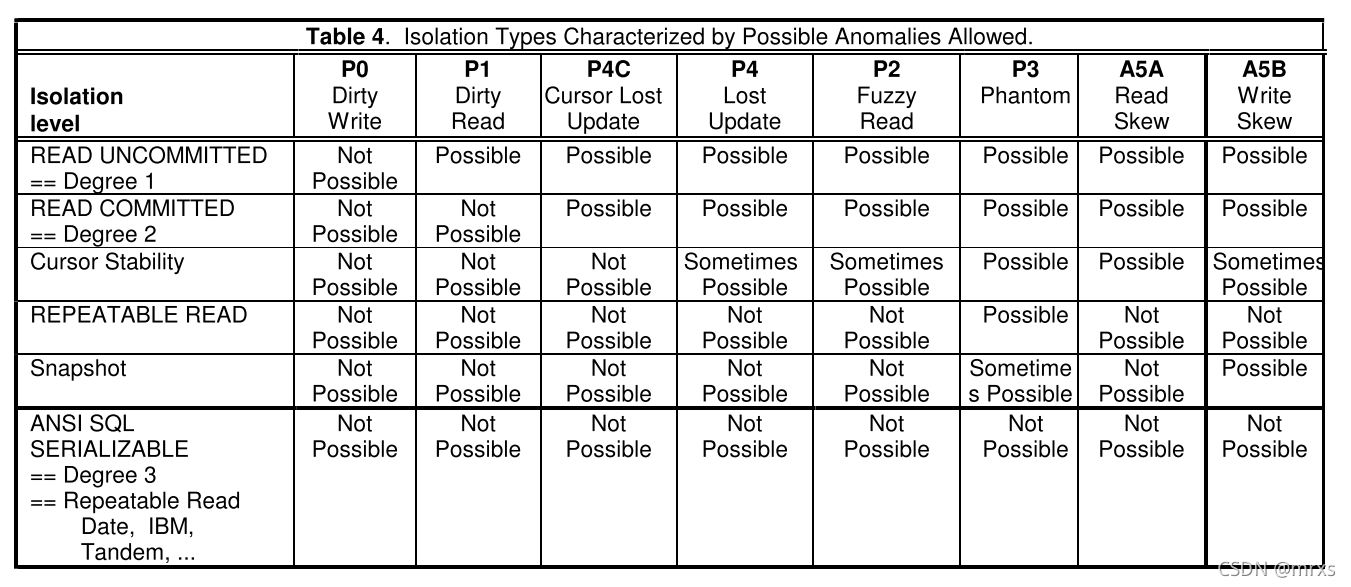 Table 4. Isolation Types Characterized by Possible Anomalies Allowed.
Isolation level P0 Dirty Write P1 Dirty Read P4C Cursor Lost Update P4 Lost Update P2 Fuzzy Read P3 Phantom A5A Read Skew A5B Write Skew
READ UNCOMMITTED == Degree 1 Not Possible Possible Possible Possible Possible Possible Possible Possible
READ COMMITTED == Degree 2 Not Possible Not Possible Possible Possible Possible Possible Possible Possible
Cursor Stability Not Possible Not Possible Not Possible Sometimes Possible Sometimes Possible Possible Possible Sometimes Possible
REPEATABLE READ Not Possible Not Possible Not Possible Not Possible Not Possible Possible Not Possible Not Possible
Snapshot Not Possible Not Possible Not Possible Not Possible Not Possible Sometime s Possible Not Possible Possible
ANSI SQL SERIALIZABLE == Degree 3 == Repeatable Read Date, IBM, Tandem, ... Not Possible Not Possible Not Possible Not Possible Not Possible Not Possible Not Possible Not Possible
CSDN @mrxs